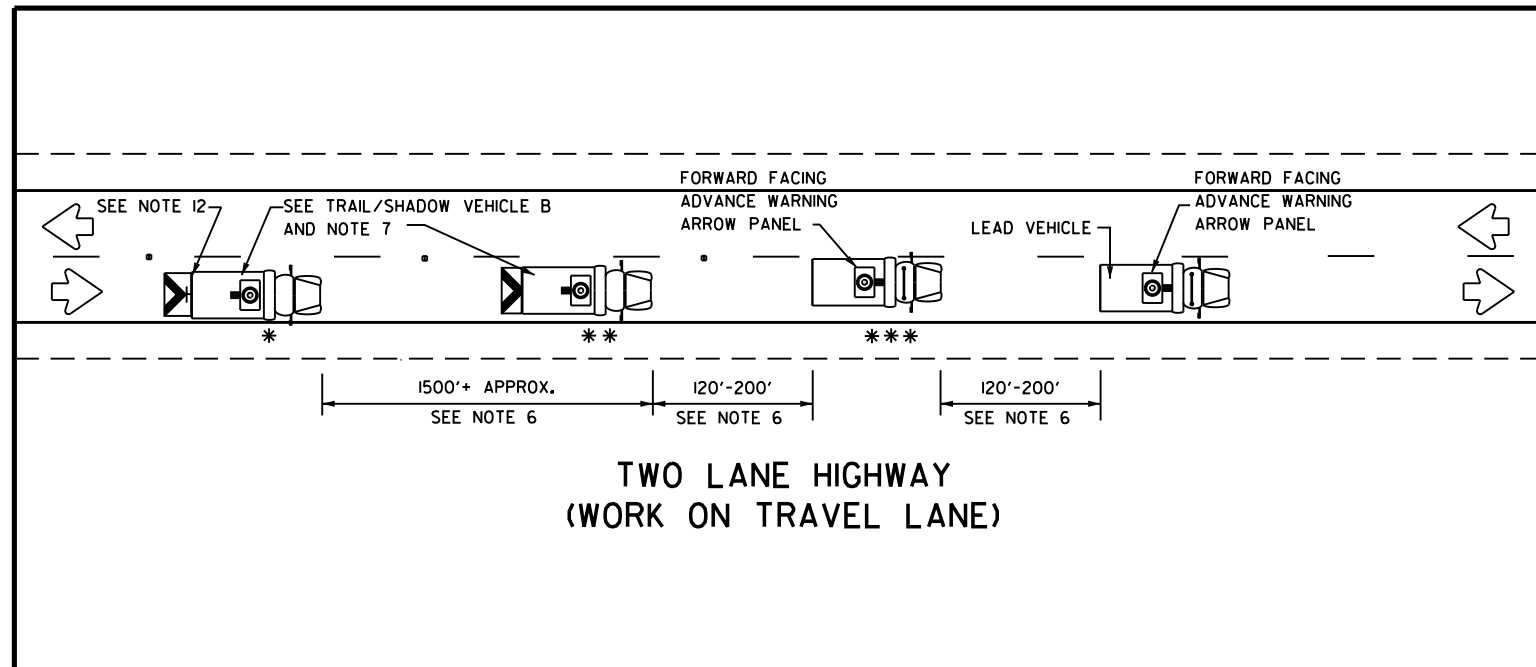 SEE NOTE 12
SEE TRAIL/SHADOW VEHICLE B
AND NOTE 7
FORWARD FACING
ADVANCE WARNING
ARROW PANEL
LEAD VEHICLE
FORWARD FACING
ADVANCE WARNING
ARROW PANEL
*
**
***
1500'+ APPROX.
SEE NOTE 6
120'-200'
SEE NOTE 6
120'-200'
SEE NOTE 6
TWO LANE HIGHWAY
(WORK ON TRAVEL LANE)